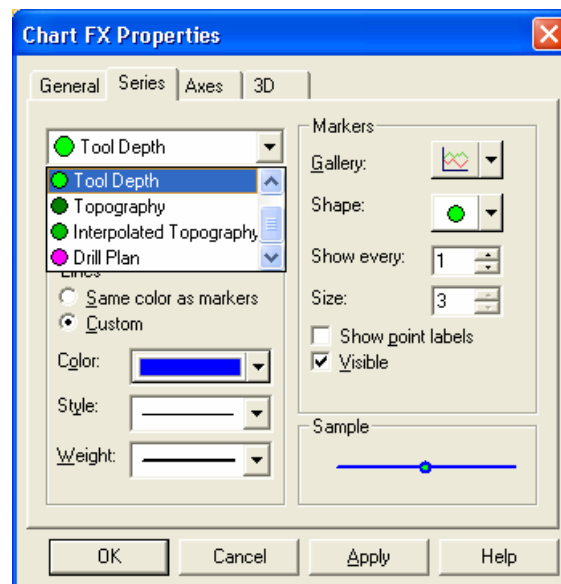 Chart FX Properties
General Series Axes 3D
Tool Depth
Tool Depth
Topography
Interpolated Topography
Drill Plan
Lines
Same color as markers
Custom
Color:
Style:
Weight:
Markers
Gallery:
Shape:
Show every: 1
Size: 3
Show point labels
Visible
Sample
OK Cancel Apply Help